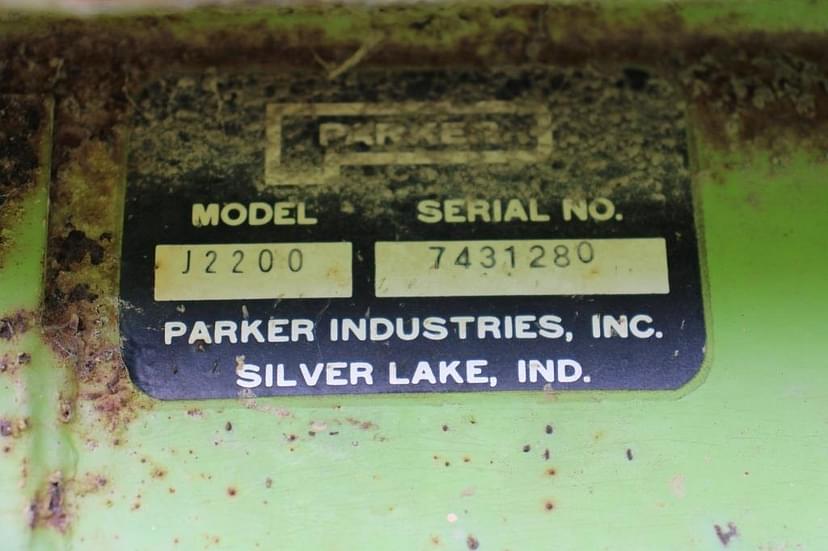 PARKER
MODEL SERIAL NO.
J2200 7431280
PARKER INDUSTRIES, INC.
SILVER LAKE, IND.